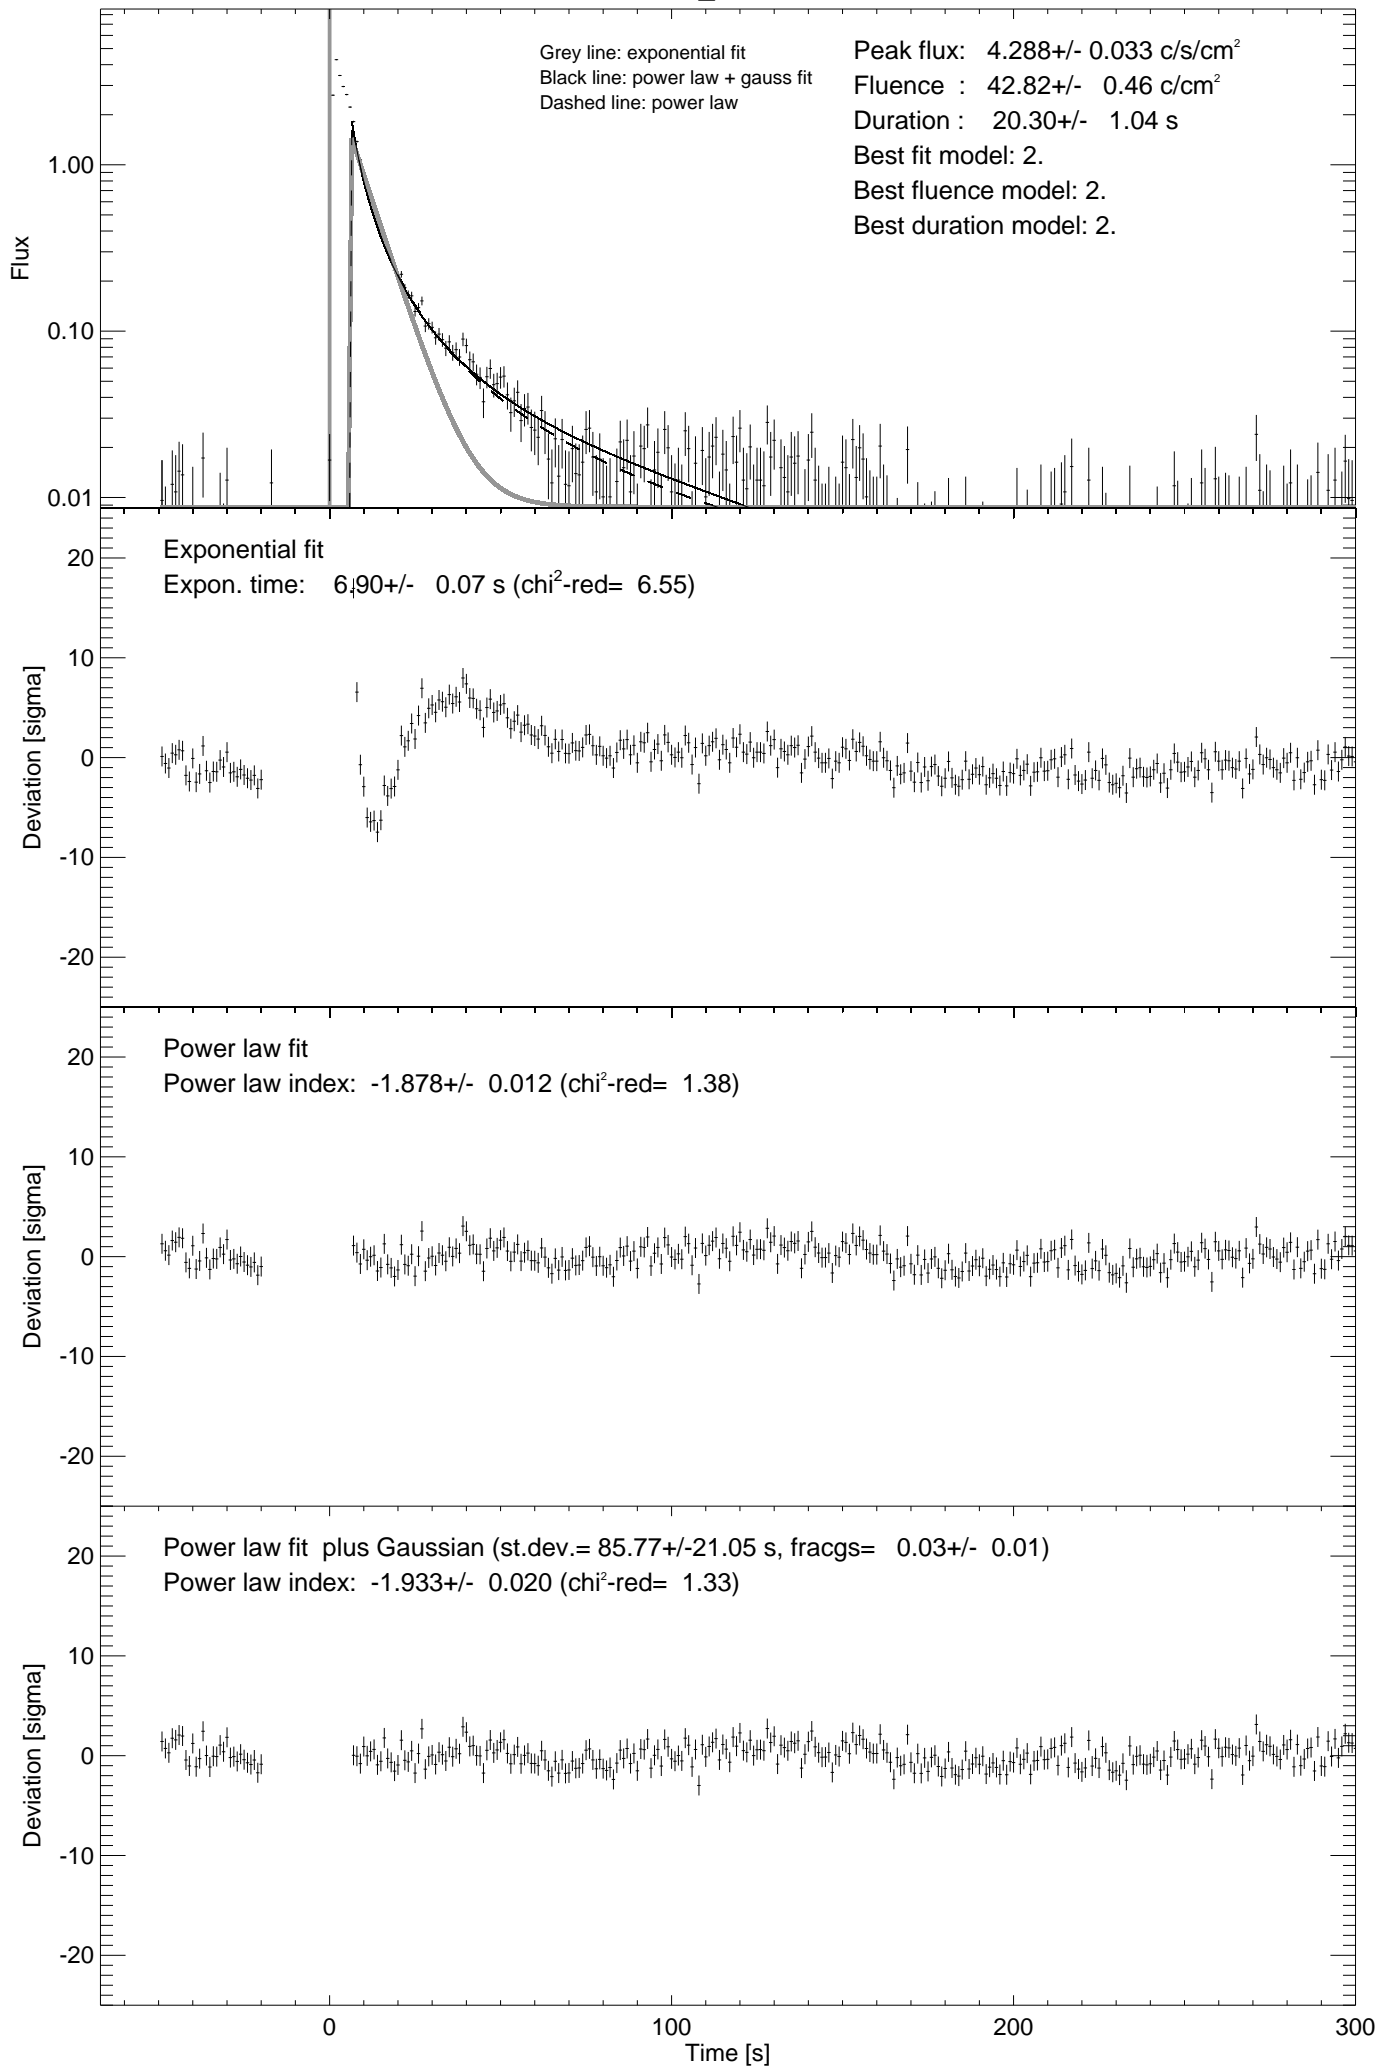 Grey line: exponential fit
Black line: power law + gauss fit
Dashed line: power law
Peak flux: 4.288+/- 0.033 c/s/cm²
Fluence : 42.82+/- 0.46 c/cm²
Duration : 20.30+/- 1.04 s
Best fit model: 2.
Best fluence model: 2.
Best duration model: 2.
1.00
0.10
0.01
Flux
Exponential fit
Expon. time: 6.90+/- 0.07 s (chi²-red= 6.55)
20
10
0
-10
-20
Deviation [sigma]
Power law fit
Power law index: -1.878+/- 0.012 (chi²-red= 1.38)
20
10
0
-10
-20
Deviation [sigma]
Power law fit plus Gaussian (st.dev.= 85.77+/-21.05 s, fracgs= 0.03+/- 0.01)
Power law index: -1.933+/- 0.020 (chi²-red= 1.33)
20
10
0
-10
-20
Deviation [sigma]
0 100 200 300
Time [s]